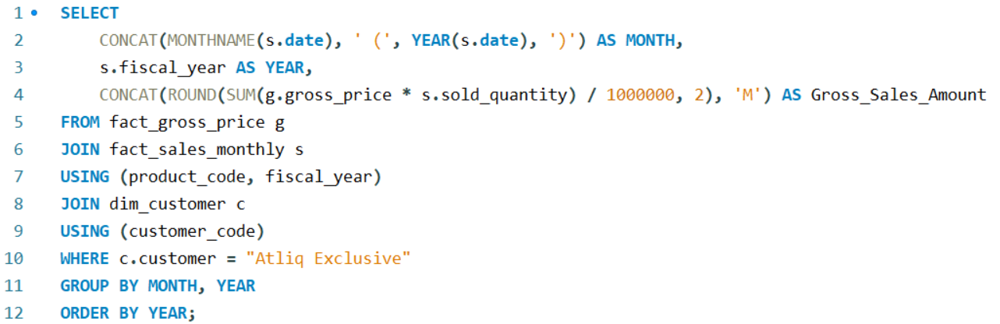 1 SELECT
2 CONCAT(MONTHNAME(s.date), ' (', YEAR(s.date), ')') AS MONTH,
3 s.fiscal_year AS YEAR,
4 CONCAT(ROUND(SUM(g.gross_price * s.sold_quantity) / 1000000, 2), 'M') AS Gross_Sales_Amount
5 FROM fact_gross_price g
6 JOIN fact_sales_monthly s
7 USING (product_code, fiscal_year)
8 JOIN dim_customer c
9 USING (customer_code)
10 WHERE c.customer = "Atliq Exclusive"
11 GROUP BY MONTH, YEAR
12 ORDER BY YEAR;